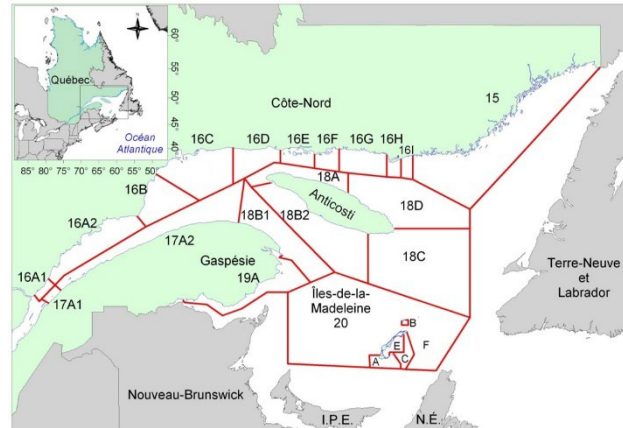 Québec
Océan
Atlantique
60°
55°
50°
45°
40°
85° 80° 75° 70° 65° 60° 55° 50°
Côte-Nord
15
16C
16D
16E
16F
16G
16H
16I
16B
18A
Anticosti
18D
16A2
18B1
18B2
17A2
18C
Gaspésie
19A
16A1
17A1
Terre-Neuve
et
Labrador
Îles-de-la-
Madeleine
20
B
E
F
A
C
Nouveau-Brunswick
I.P.E.
N.É.